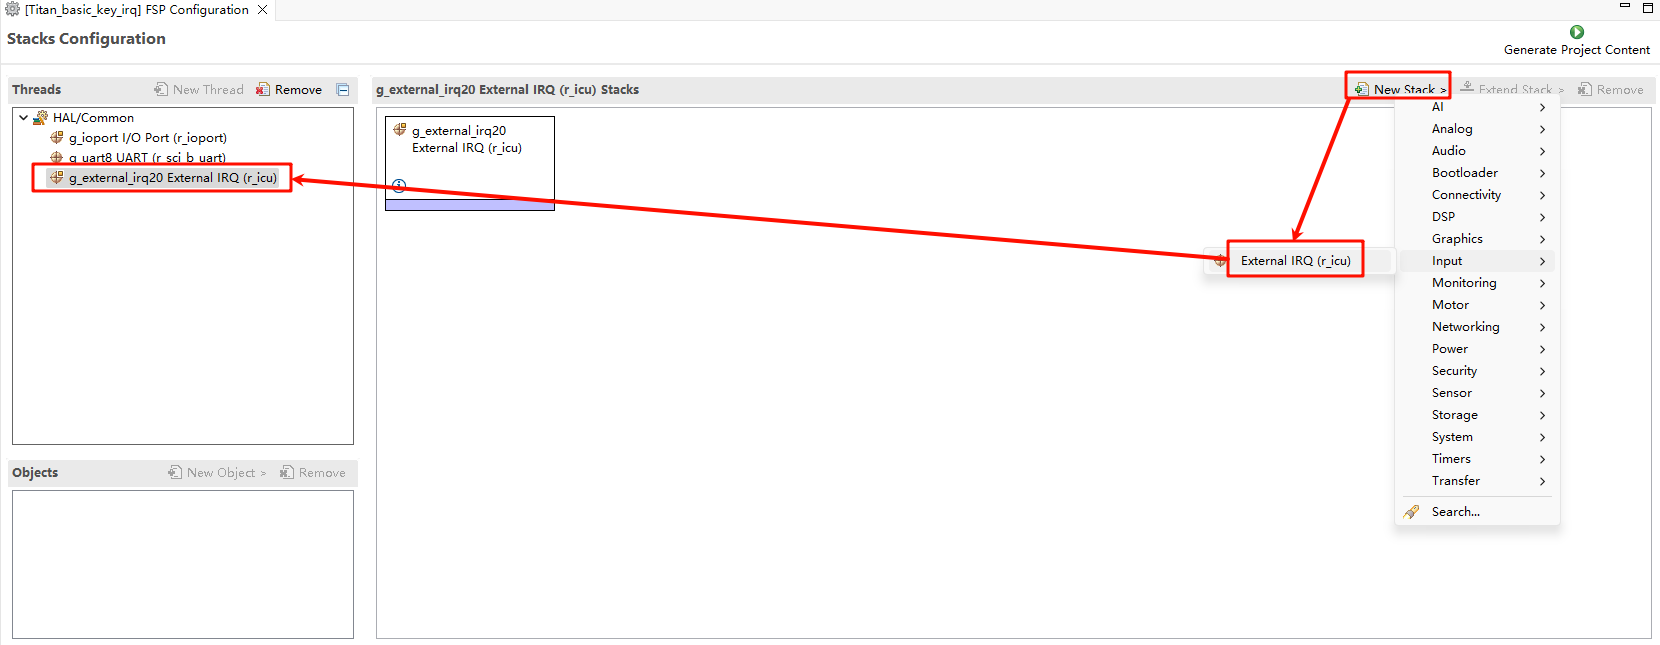 [Titan_basic_key_irq] FSP Configuration
Stacks Configuration
Generate Project Content
Threads
New Thread
Remove
HAL/Common
g_ioport I/O Port (r_ioport)
g_uart8 UART (r_sci_b_uart)
g_external_irq20 External IRQ (r_icu)
Objects
New Object >
Remove
g_external_irq20 External IRQ (r_icu) Stacks
New Stack >
Extend Stack >
Remove
g_external_irq20
External IRQ (r_icu)
External IRQ (r_icu)
AI
Analog
Audio
Bootloader
Connectivity
DSP
Graphics
Input
Monitoring
Motor
Networking
Power
Security
Sensor
Storage
System
Timers
Transfer
Search...